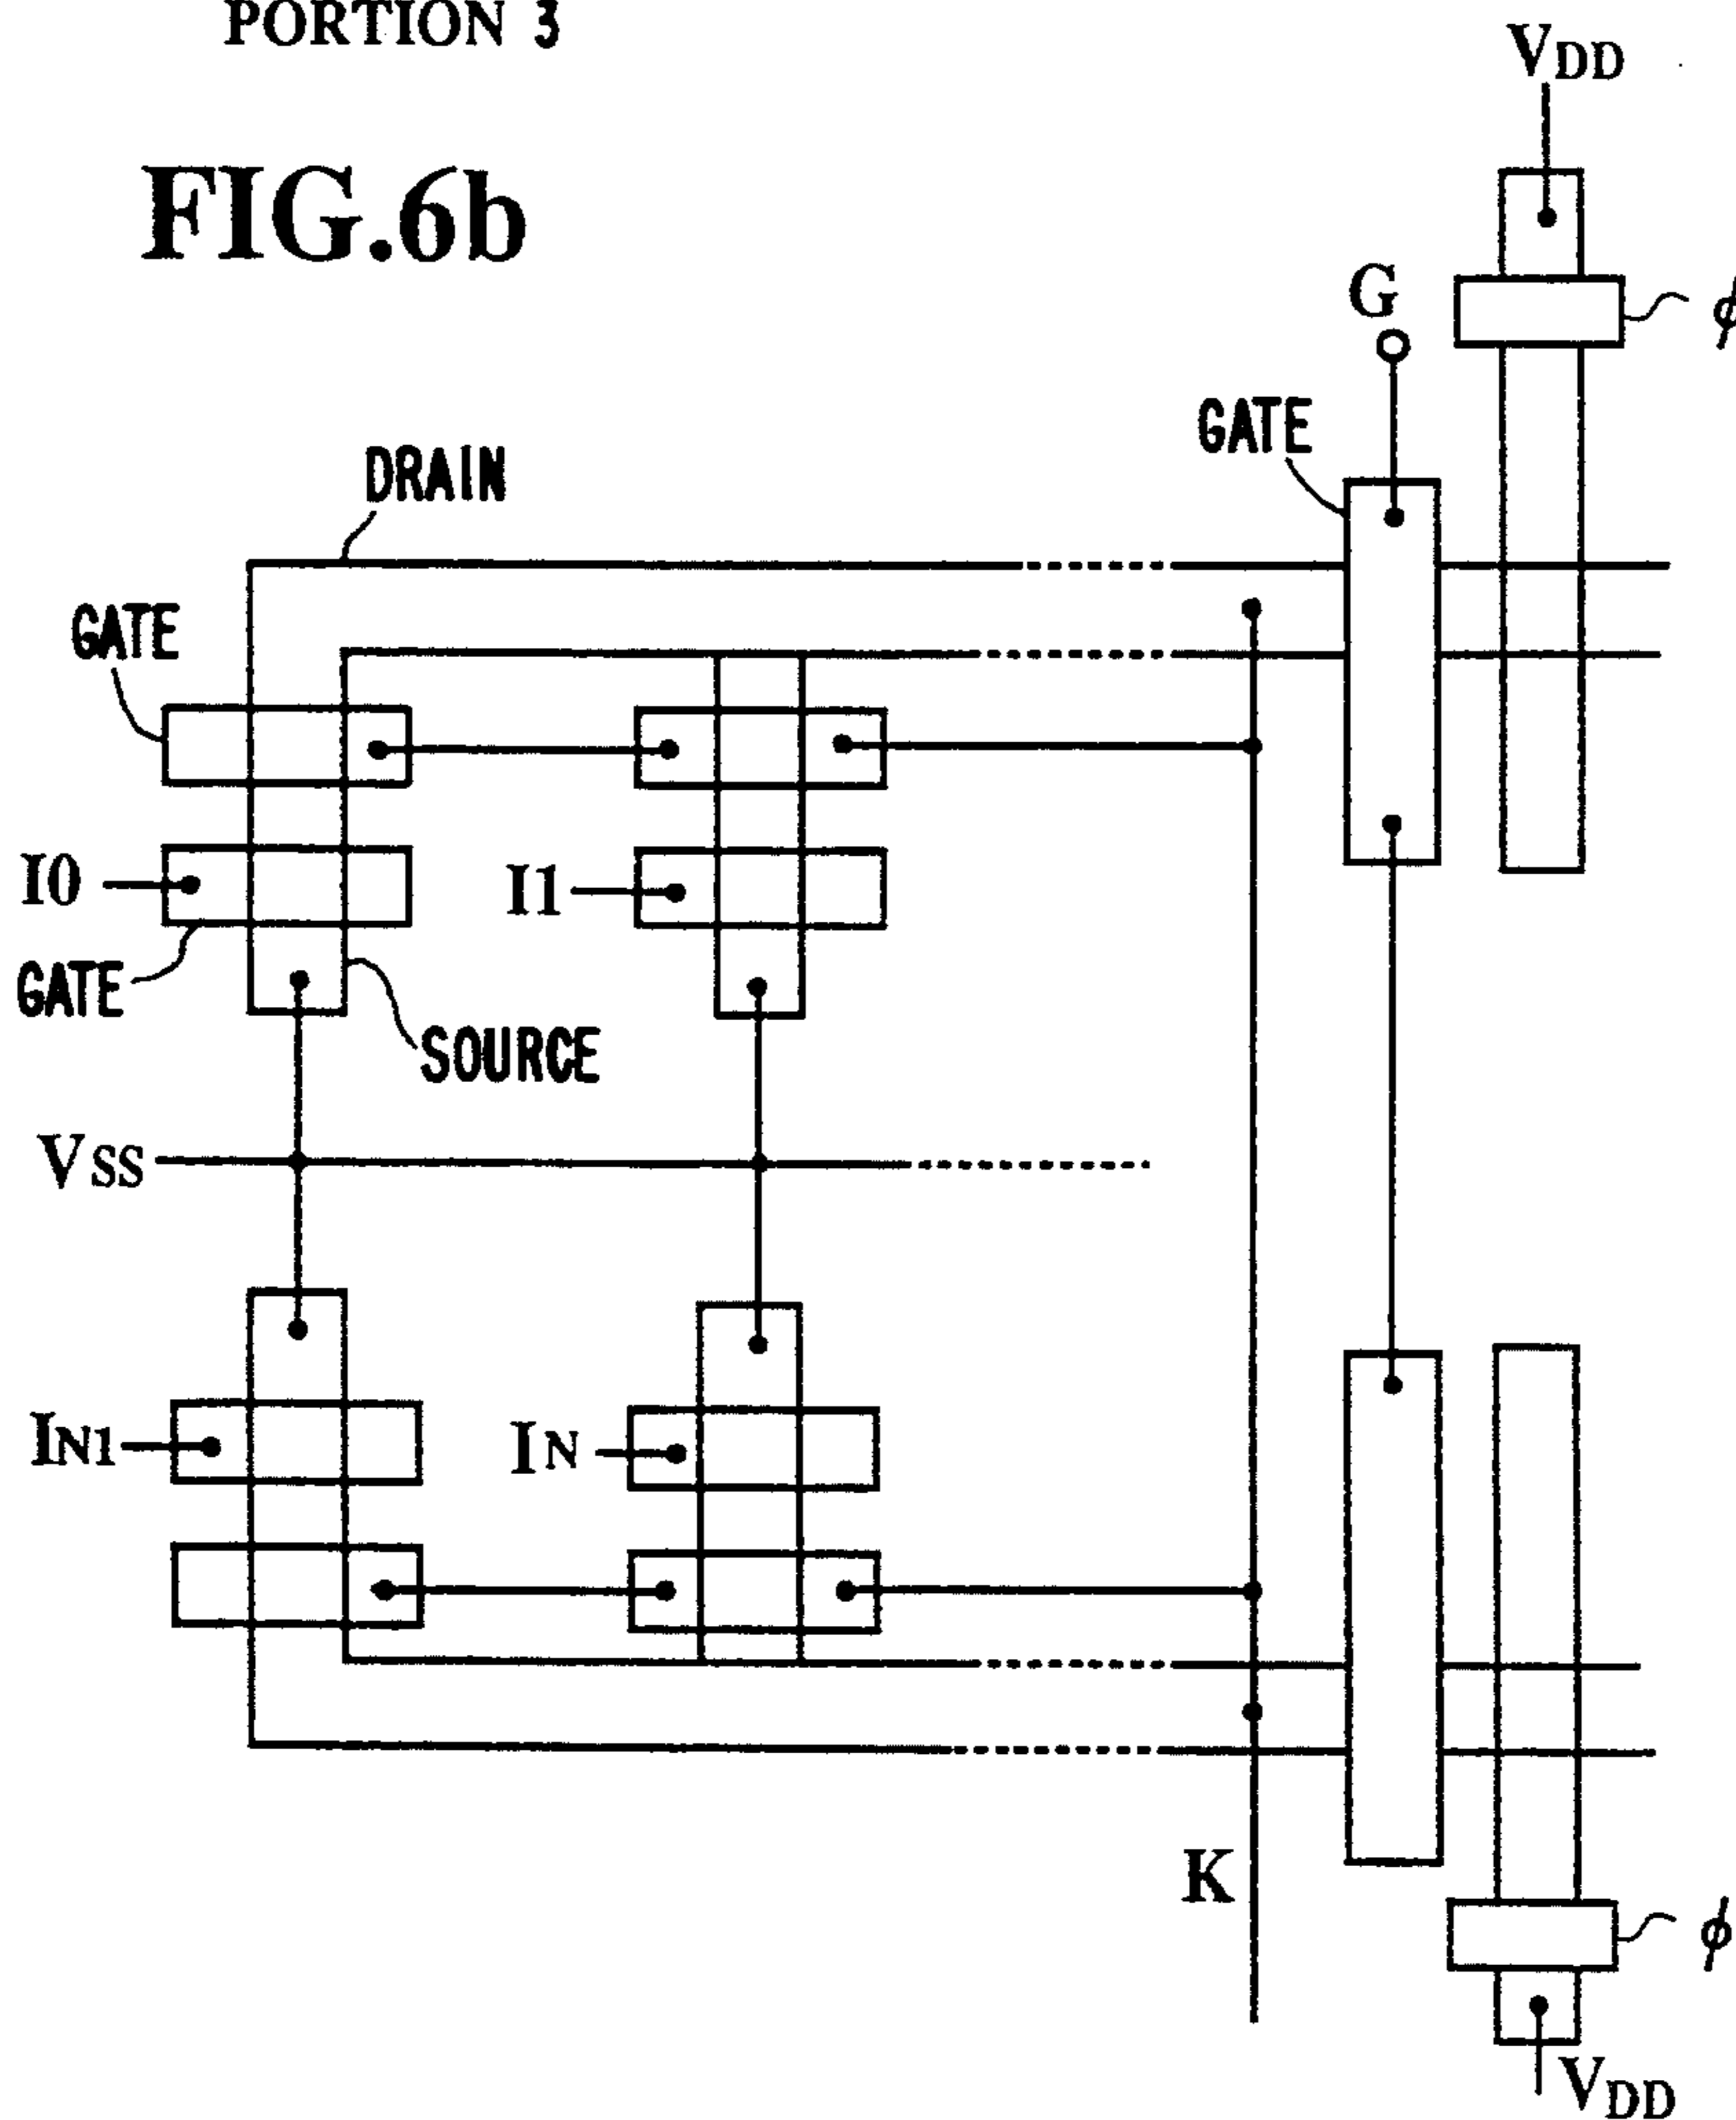 PORTION 3
FIG.6b
VDD
G
ϕ
GATE
DRAIN
GATE
I0
I1
GATE
SOURCE
VSS
IN1
IN
K
ϕ
VDD